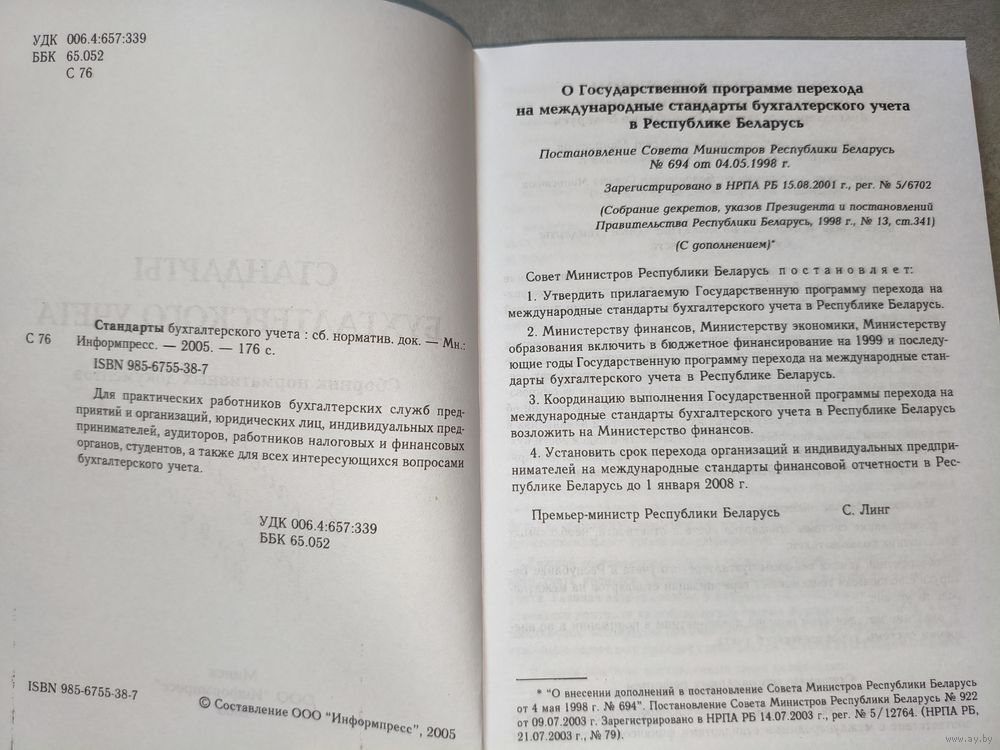 УДК 006.4:657:339
ББК 65.052
С 76
Стандарты бухгалтерского учета : сб. норматив. док. — Мн.:
С 76
Информпресс. — 2005. — 176 с.
ISBN 985-6755-38-7
Для практических работников бухгалтерских служб пред-
приятий и организаций, юридических лиц, индивидуальных пред-
принимателей, аудиторов, работников налоговых и финансовых
органов, студентов, а также для всех интересующихся вопросами
бухгалтерского учета.
УДК 006.4:657:339
ББК 65.052
ISBN 985-6755-38-7
© Составление ООО "Информпресс", 2005
О Государственной программе перехода
на международные стандарты бухгалтерского учета
в Республике Беларусь
Постановление Совета Министров Республики Беларусь
№ 694 от 04.05.1998 г.
Зарегистрировано в НРПА РБ 15.08.2001 г., рег. № 5/6702
(Собрание декретов, указов Президента и постановлений
Правительства Республики Беларусь, 1998 г., № 13, ст.341)
(С дополнением)*
Совет Министров Республики Беларусь постановляет:
1. Утвердить прилагаемую Государственную программу перехода на
международные стандарты бухгалтерского учета в Республике Беларусь.
2. Министерству финансов, Министерству экономики, Министерству
образования включить в бюджетное финансирование на 1999 и последу-
ющие годы Государственную программу перехода на международные стан-
дарты бухгалтерского учета в Республике Беларусь.
3. Координацию выполнения Государственной программы перехода на
международные стандарты бухгалтерского учета в Республике Беларусь
возложить на Министерство финансов.
4. Установить срок перехода организаций и индивидуальных предпри-
нимателей на международные стандарты финансовой отчетности в Рес-
публике Беларусь до 1 января 2008 г.
Премьер-министр Республики Беларусь С. Линг
* "О внесении дополнений в постановление Совета Министров Республики Беларусь
от 4 мая 1998 г. № 694". Постановление Совета Министров Республики Беларусь № 922
от 09.07.2003 г. Зарегистрировано в НРПА РБ 14.07.2003 г., рег. № 5/12764. (НРПА РБ,
21.07.2003 г., № 79).
www.ay.by